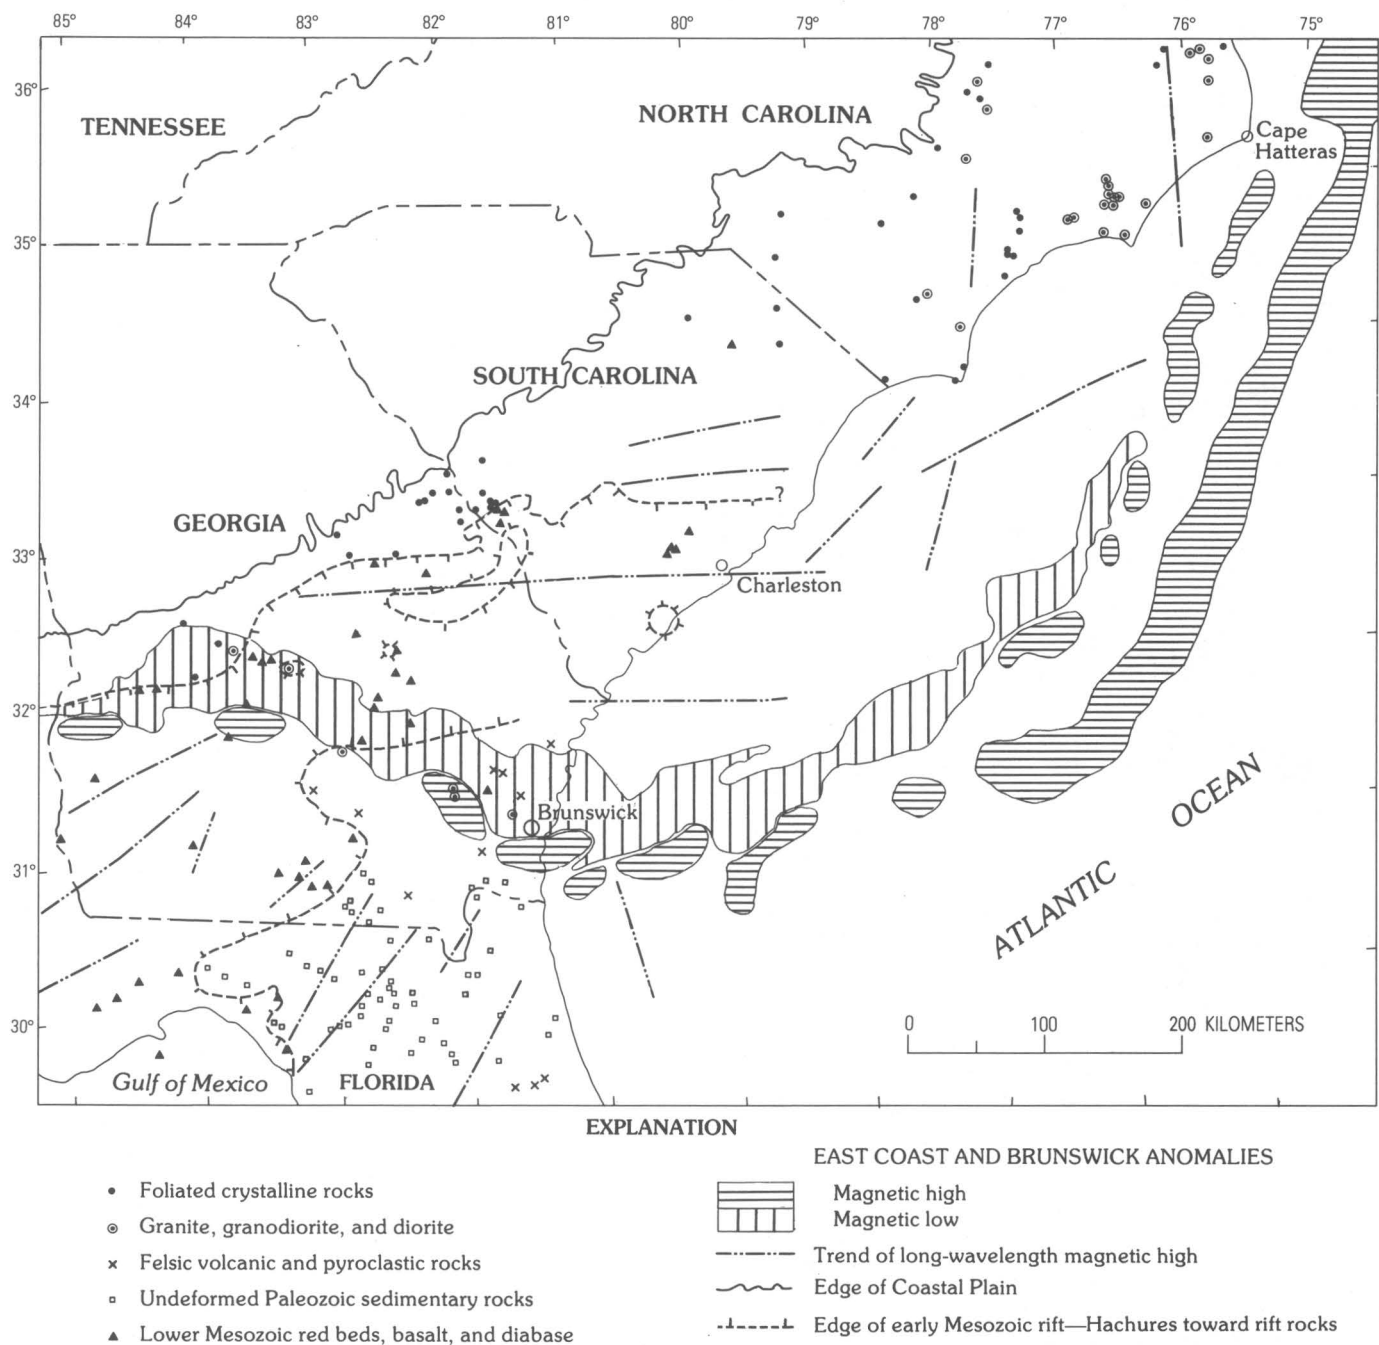 85° 84° 83° 82° 81° 80° 79° 78° 77° 76° 75°
36°
TENNESSEE
NORTH CAROLINA
Cape
Hatteras
35°
SOUTH CAROLINA
34°
GEORGIA
?
33°
Charleston
32°
OCEAN
Brunswick
31°
ATLANTIC
30°
0 100 200 KILOMETERS
Gulf of Mexico
FLORIDA
EXPLANATION
Foliated crystalline rocks
Granite, granodiorite, and diorite
Felsic volcanic and pyroclastic rocks
Undeformed Paleozoic sedimentary rocks
Lower Mesozoic red beds, basalt, and diabase
EAST COAST AND BRUNSWICK ANOMALIES
Magnetic high
Magnetic low
Trend of long-wavelength magnetic high
Edge of Coastal Plain
Edge of early Mesozoic rift—Hachures toward rift rocks